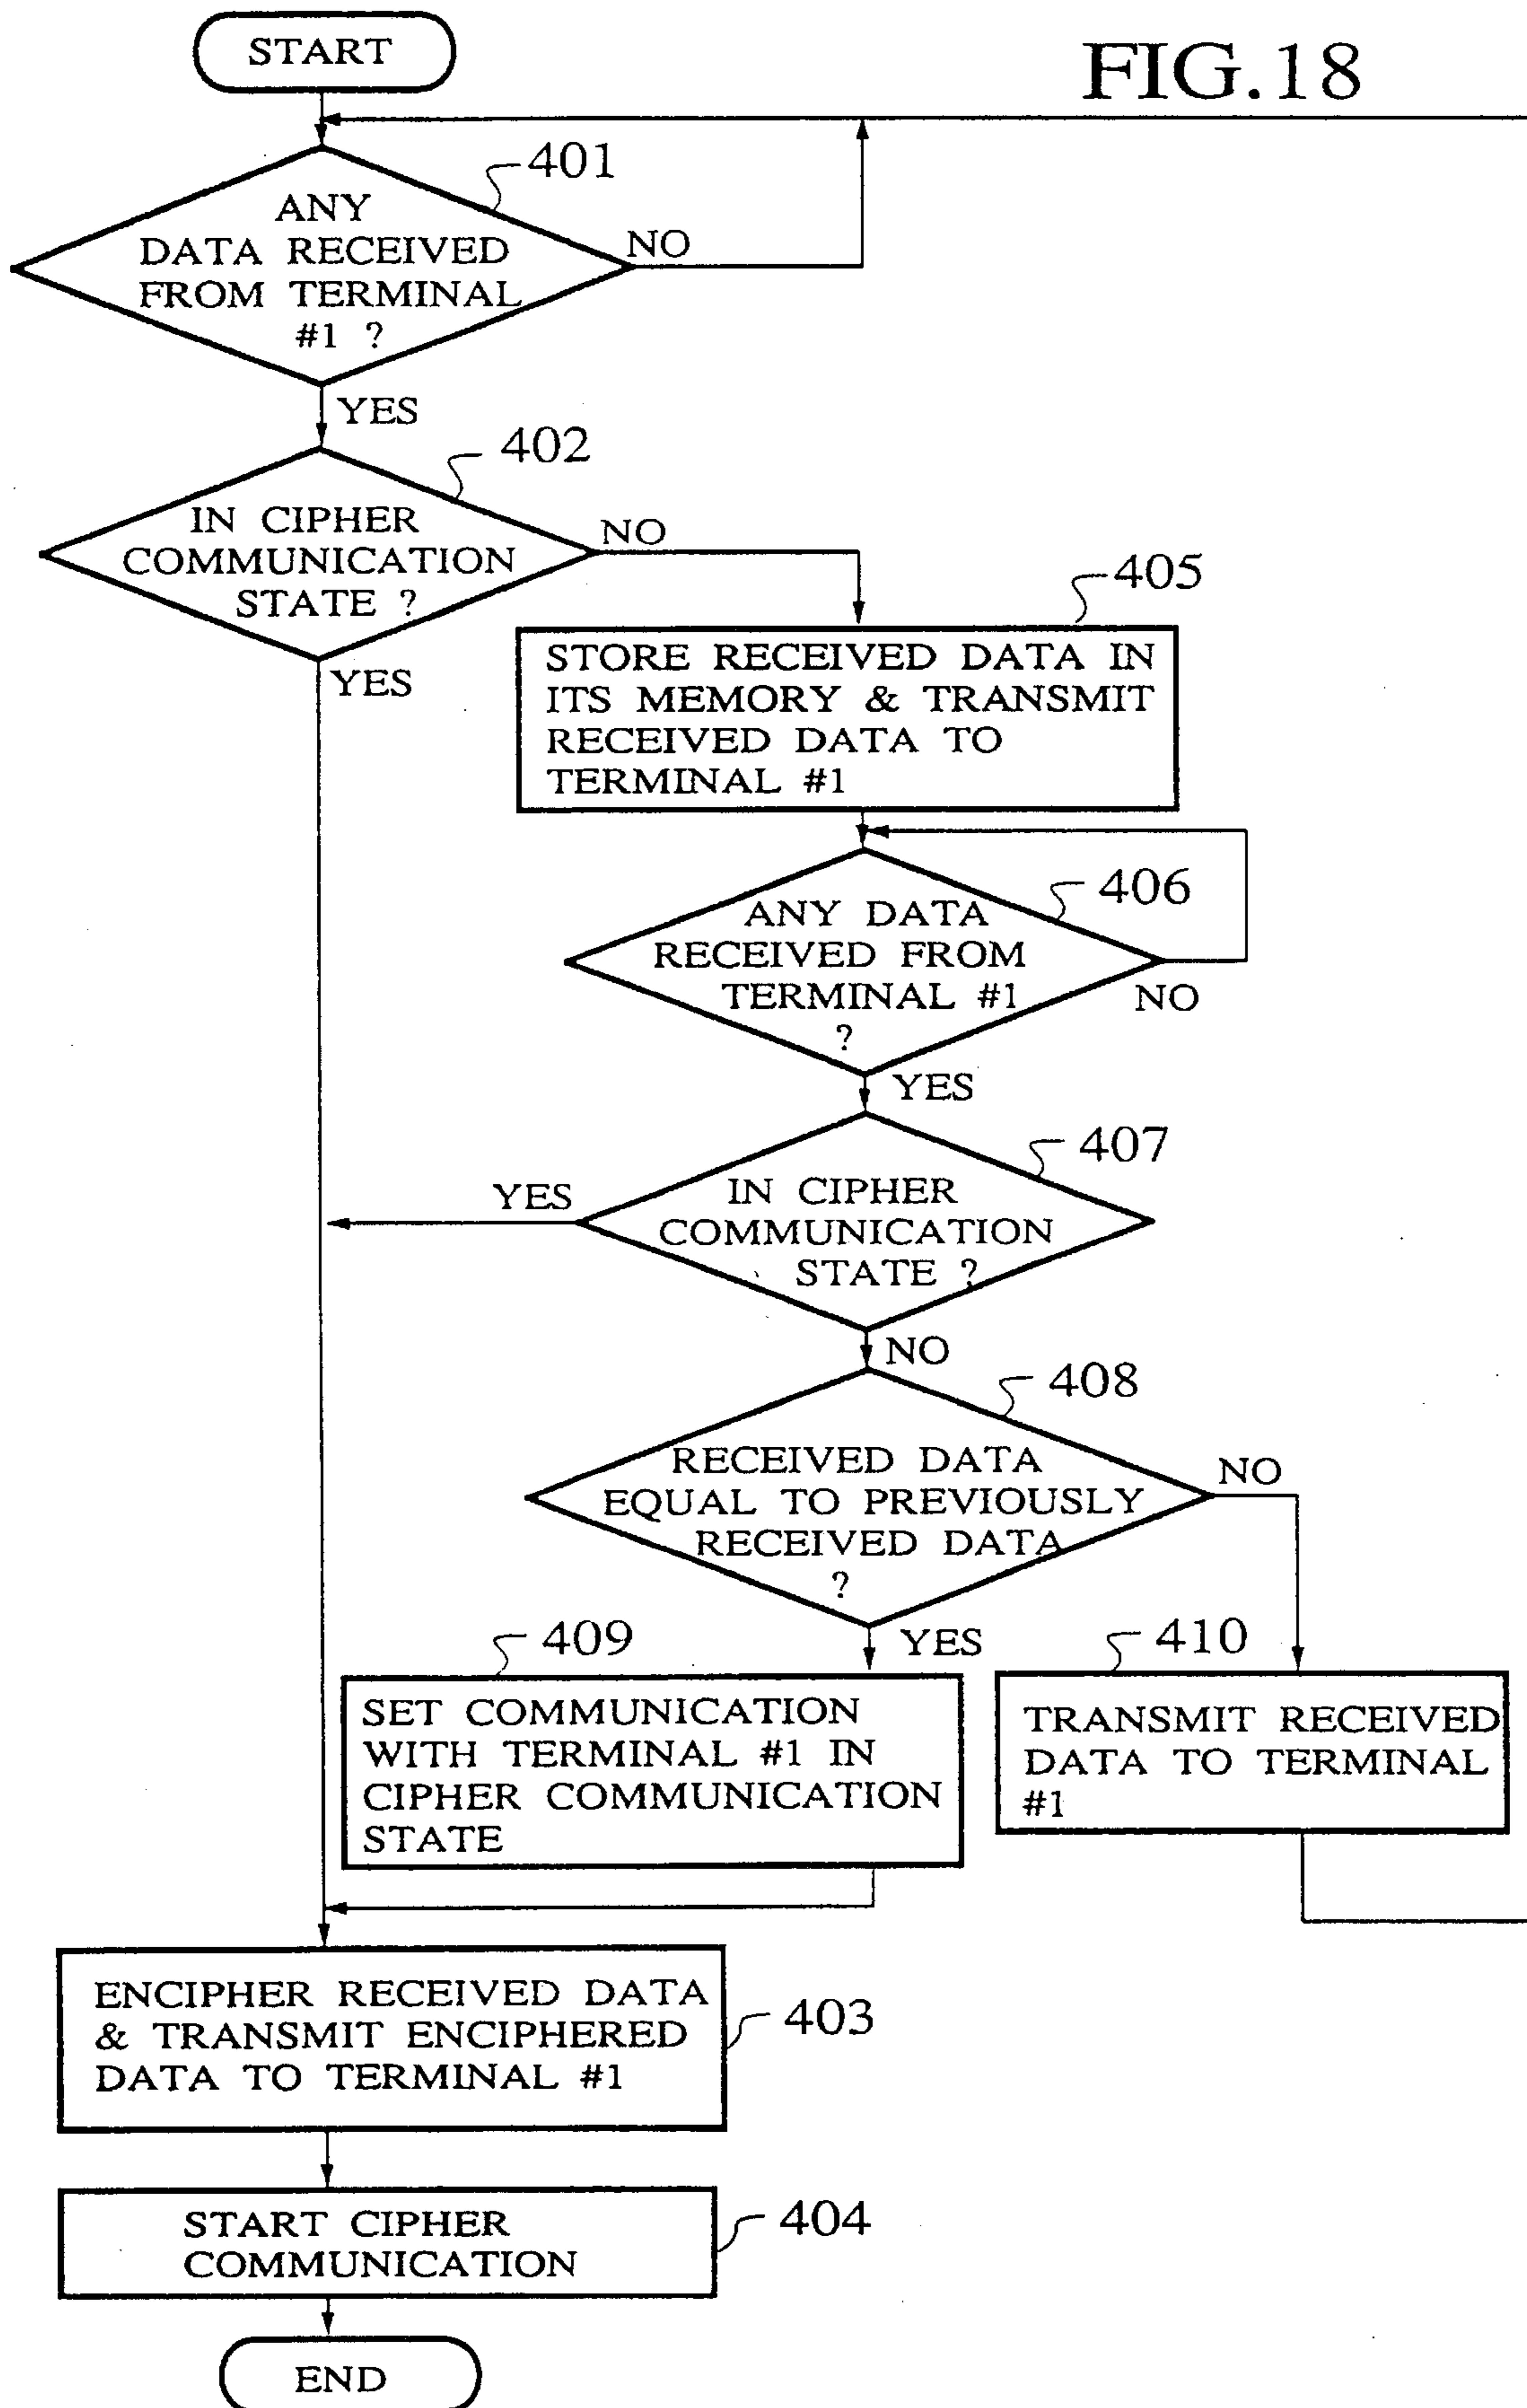 START
FIG.18
401
ANY
DATA RECEIVED
FROM TERMINAL
#1 ?
NO
YES
402
IN CIPHER
COMMUNICATION
STATE ?
NO
YES
405
STORE RECEIVED DATA IN
ITS MEMORY & TRANSMIT
RECEIVED DATA TO
TERMINAL #1
406
ANY DATA
RECEIVED FROM
TERMINAL #1
?
NO
YES
407
IN CIPHER
COMMUNICATION
STATE ?
YES
NO
408
RECEIVED DATA
EQUAL TO PREVIOUSLY
RECEIVED DATA
?
NO
YES
409
SET COMMUNICATION
WITH TERMINAL #1 IN
CIPHER COMMUNICATION
STATE
410
TRANSMIT RECEIVED
DATA TO TERMINAL
#1
ENCIPHER RECEIVED DATA
& TRANSMIT ENCIPHERED
DATA TO TERMINAL #1
403
START CIPHER
COMMUNICATION
404
END